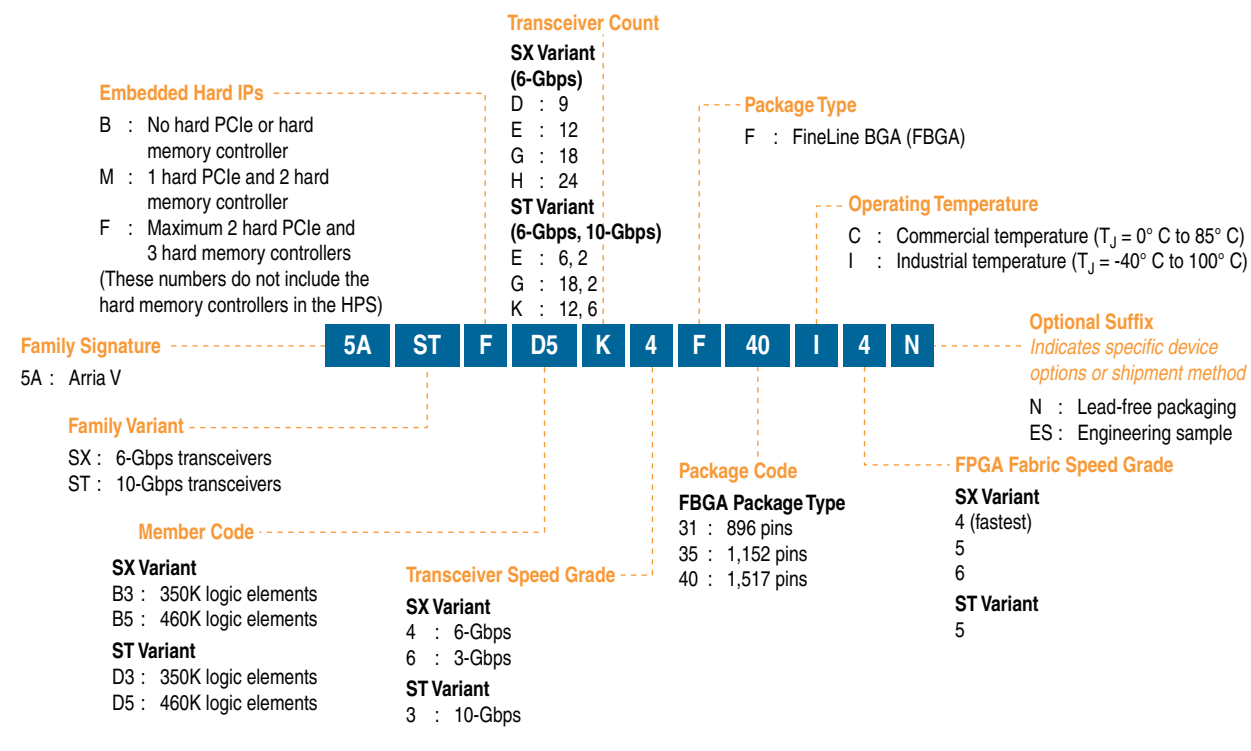 Transceiver Count
SX Variant
(6-Gbps)
D : 9
E : 12
G : 18
H : 24
ST Variant
(6-Gbps, 10-Gbps)
E : 6, 2
G : 18, 2
K : 12, 6
Embedded Hard IPs
B : No hard PCIe or hard
memory controller
M : 1 hard PCIe and 2 hard
memory controller
F : Maximum 2 hard PCIe and
3 hard memory controllers
(These numbers do not include the
hard memory controllers in the HPS)
Package Type
F : FineLine BGA (FBGA)
Operating Temperature
C : Commercial temperature (TJ = 0° C to 85° C)
I : Industrial temperature (TJ = -40° C to 100° C)
Family Signature
5A : Arria V
5A ST F D5 K 4 F 40 I 4 N
Optional Suffix
Indicates specific device
options or shipment method
N : Lead-free packaging
ES : Engineering sample
Family Variant
SX : 6-Gbps transceivers
ST : 10-Gbps transceivers
Member Code
SX Variant
B3 : 350K logic elements
B5 : 460K logic elements
ST Variant
D3 : 350K logic elements
D5 : 460K logic elements
Transceiver Speed Grade
SX Variant
4 : 6-Gbps
6 : 3-Gbps
ST Variant
3 : 10-Gbps
Package Code
FBGA Package Type
31 : 896 pins
35 : 1,152 pins
40 : 1,517 pins
FPGA Fabric Speed Grade
SX Variant
4 (fastest)
5
6
ST Variant
5